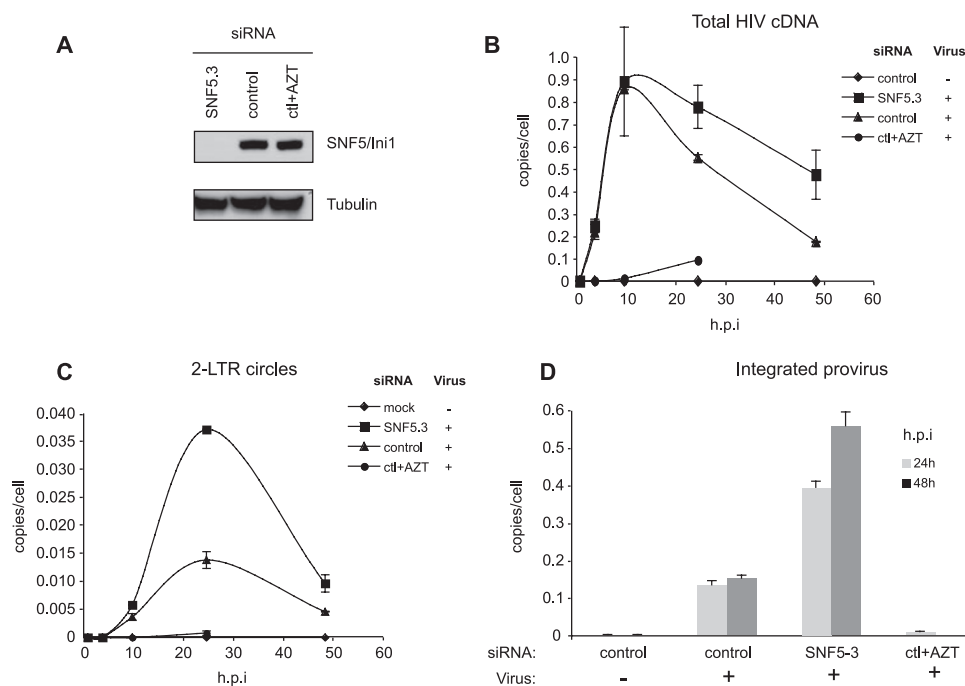 A
siRNA
SNF5.3
control
ctl+AZT
SNF5/Ini1
Tubulin
B
Total HIV cDNA
siRNA Virus
control -
SNF5.3 +
control +
ctl+AZT +
copies/cell
1.0
0.9
0.8
0.7
0.6
0.5
0.4
0.3
0.2
0.1
0
0 10 20 30 40 50 60
h.p.i
C
2-LTR circles
siRNA Virus
mock -
SNF5.3 +
control +
ctl+AZT +
copies/cell
0.040
0.035
0.030
0.025
0.020
0.015
0.010
0.005
0
0 10 20 30 40 50 60
h.p.i
D
Integrated provirus
h.p.i
24h
48h
copies/cell
0.6
0.5
0.4
0.3
0.2
0.1
0
siRNA: control control SNF5-3 ctl+AZT
Virus: - + + +